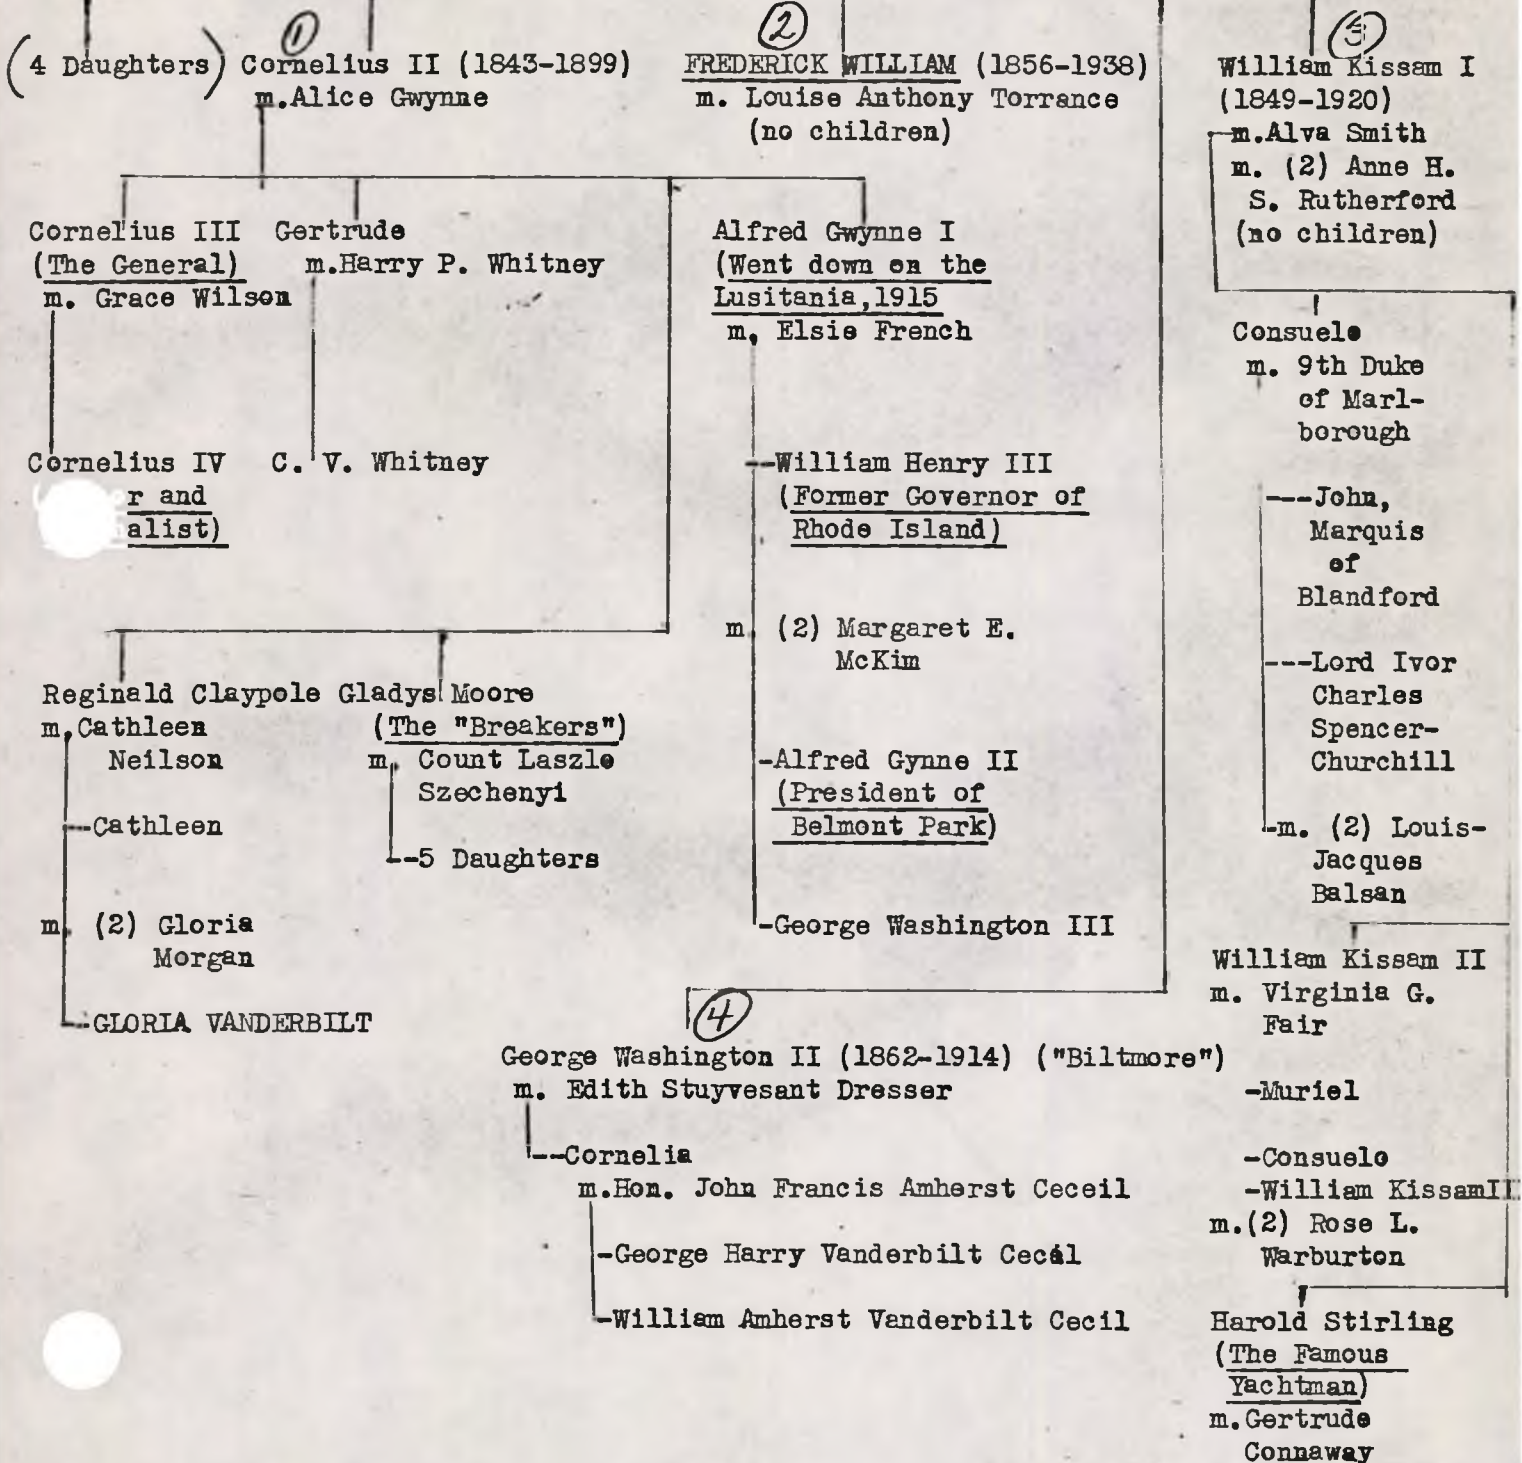 (4 Daughters)
① Cornelius II (1843-1899)
m.Alice Gwynne
② FREDERICK WILLIAM (1856-1938)
m. Louise Anthony Torrance
(no children)
③
William Kissam I
(1849-1920)
m.Alva Smith
m. (2) Anne H.
S. Rutherford
(no children)
Cornelius III
(The General)
m. Grace Wilson
Gertrude
m.Harry P. Whitney
Alfred Gwynne I
(Went down on the
Lusitania,1915
m. Elsie French
Consuelo
m. 9th Duke
of Marl-
borough
Cornelius IV
r and
alist)
C. V. Whitney
--William Henry III
(Former Governor of
Rhode Island)
---John,
Marquis
of
Blandford
m. (2) Margaret E.
McKim
---Lord Ivor
Charles
Spencer-
Churchill
Reginald Claypole
m.Cathleen
Neilson
--Cathleen
m. (2) Gloria
Morgan
--GLORIA VANDERBILT
Gladys Moore
(The "Breakers")
m. Count Laszlo
Szechenyi
--5 Daughters
-Alfred Gynne II
(President of
Belmont Park)
-George Washington III
-m. (2) Louis-
Jacques
Balsan
William Kissam II
m. Virginia G.
Fair
-Muriel
-Consuelo
-William KissamII
m.(2) Rose L.
Warburton
④
George Washington II (1862-1914) ("Biltmore")
m. Edith Stuyvesant Dresser
--Cornelia
m.Hon. John Francis Amherst Ceceil
-George Harry Vanderbilt Cecil
-William Amherst Vanderbilt Cecil
Harold Stirling
(The Famous
Yachtman)
m.Gertrude
Connaway